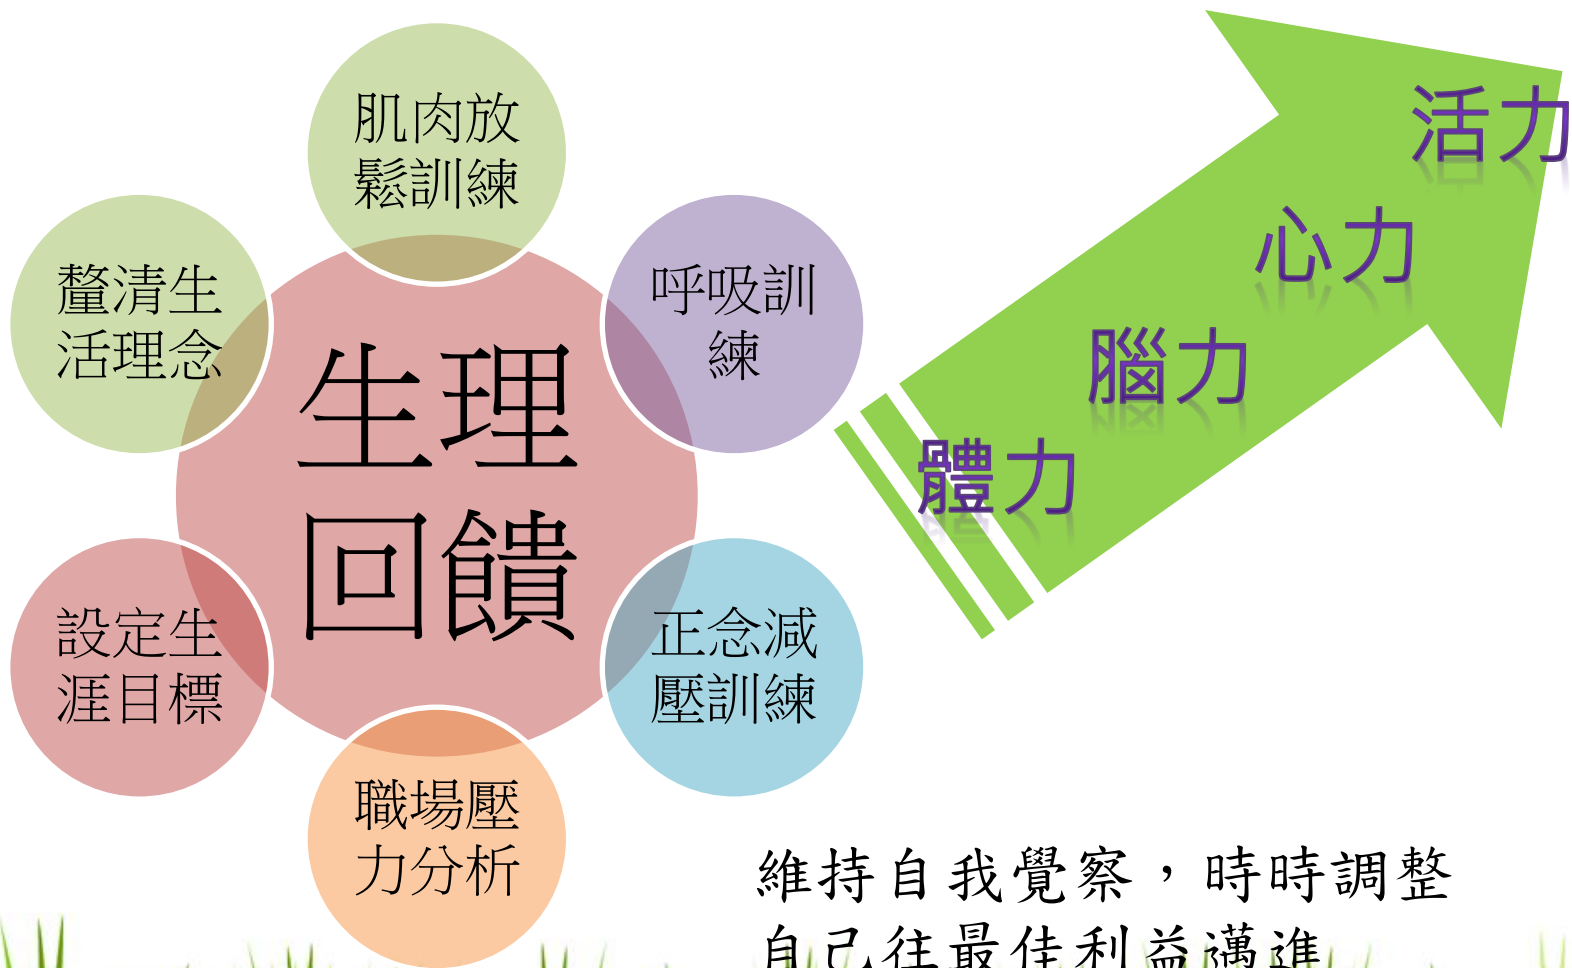 肌肉放
鬆訓練
呼吸訓
練
正念減
壓訓練
職場壓
力分析
設定生
涯目標
釐清生
活理念
生理
回饋
活力
心力
腦力
體力
維持自我覺察，時時調整
自己往最佳利益邁進